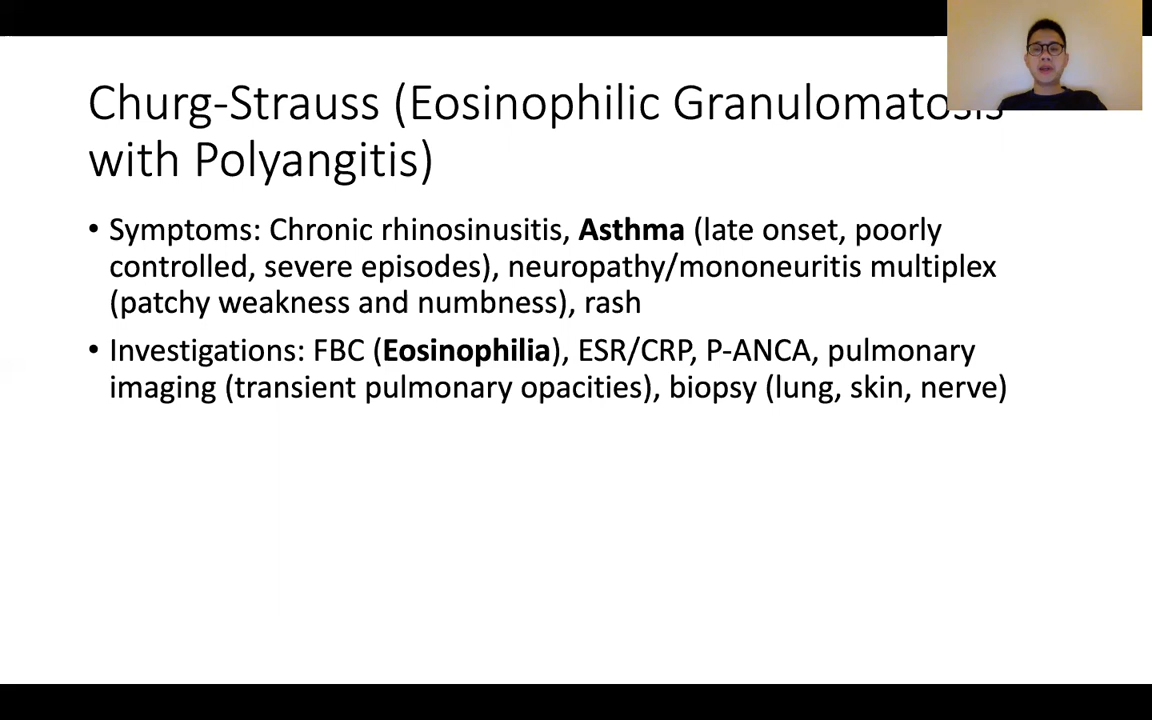 Churg-Strauss (Eosinophilic Granulomatosis
with Polyangitis)
• Symptoms: Chronic rhinosinusitis, Asthma (late onset, poorly
controlled, severe episodes), neuropathy/mononeuritis multiplex
(patchy weakness and numbness), rash
• Investigations: FBC (Eosinophilia), ESR/CRP, P-ANCA, pulmonary
imaging (transient pulmonary opacities), biopsy (lung, skin, nerve)